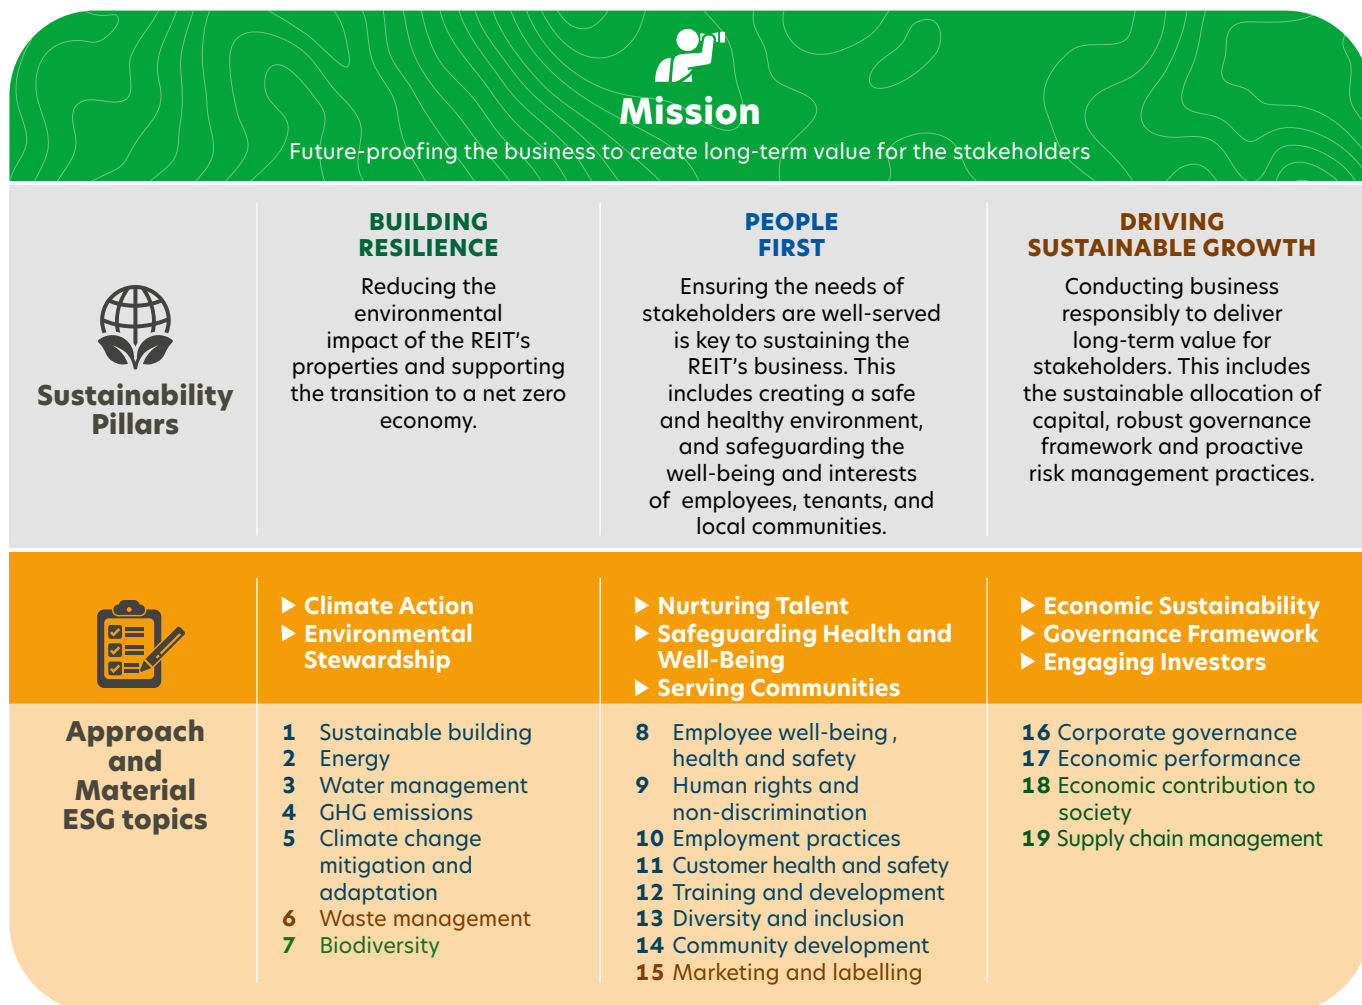 Mission
Future-proofing the business to create long-term value for the stakeholders
Sustainability
Pillars
BUILDING
RESILIENCE
Reducing the
environmental
impact of the REIT's
properties and supporting
the transition to a net zero
economy.
PEOPLE
FIRST
Ensuring the needs of
stakeholders are well-served
is key to sustaining the
REIT's business. This
includes creating a safe
and healthy environment,
and safeguarding the
well-being and interests
of employees, tenants, and
local communities.
DRIVING
SUSTAINABLE GROWTH
Conducting business
responsibly to deliver
long-term value for
stakeholders. This includes
the sustainable allocation of
capital, robust governance
framework and proactive
risk management practices.
Approach
and
Material
ESG topics
Climate Action
Environmental
Stewardship
1 Sustainable building
2 Energy
3 Water management
4 GHG emissions
5 Climate change
mitigation and
adaptation
6 Waste management
7 Biodiversity
Nurturing Talent
Safeguarding Health and
Well-Being
Serving Communities
8 Employee well-being ,
health and safety
9 Human rights and
non-discrimination
10 Employment practices
11 Customer health and safety
12 Training and development
13 Diversity and inclusion
14 Community development
15 Marketing and labelling
Economic Sustainability
Governance Framework
Engaging Investors
16 Corporate governance
17 Economic performance
18 Economic contribution to
society
19 Supply chain management